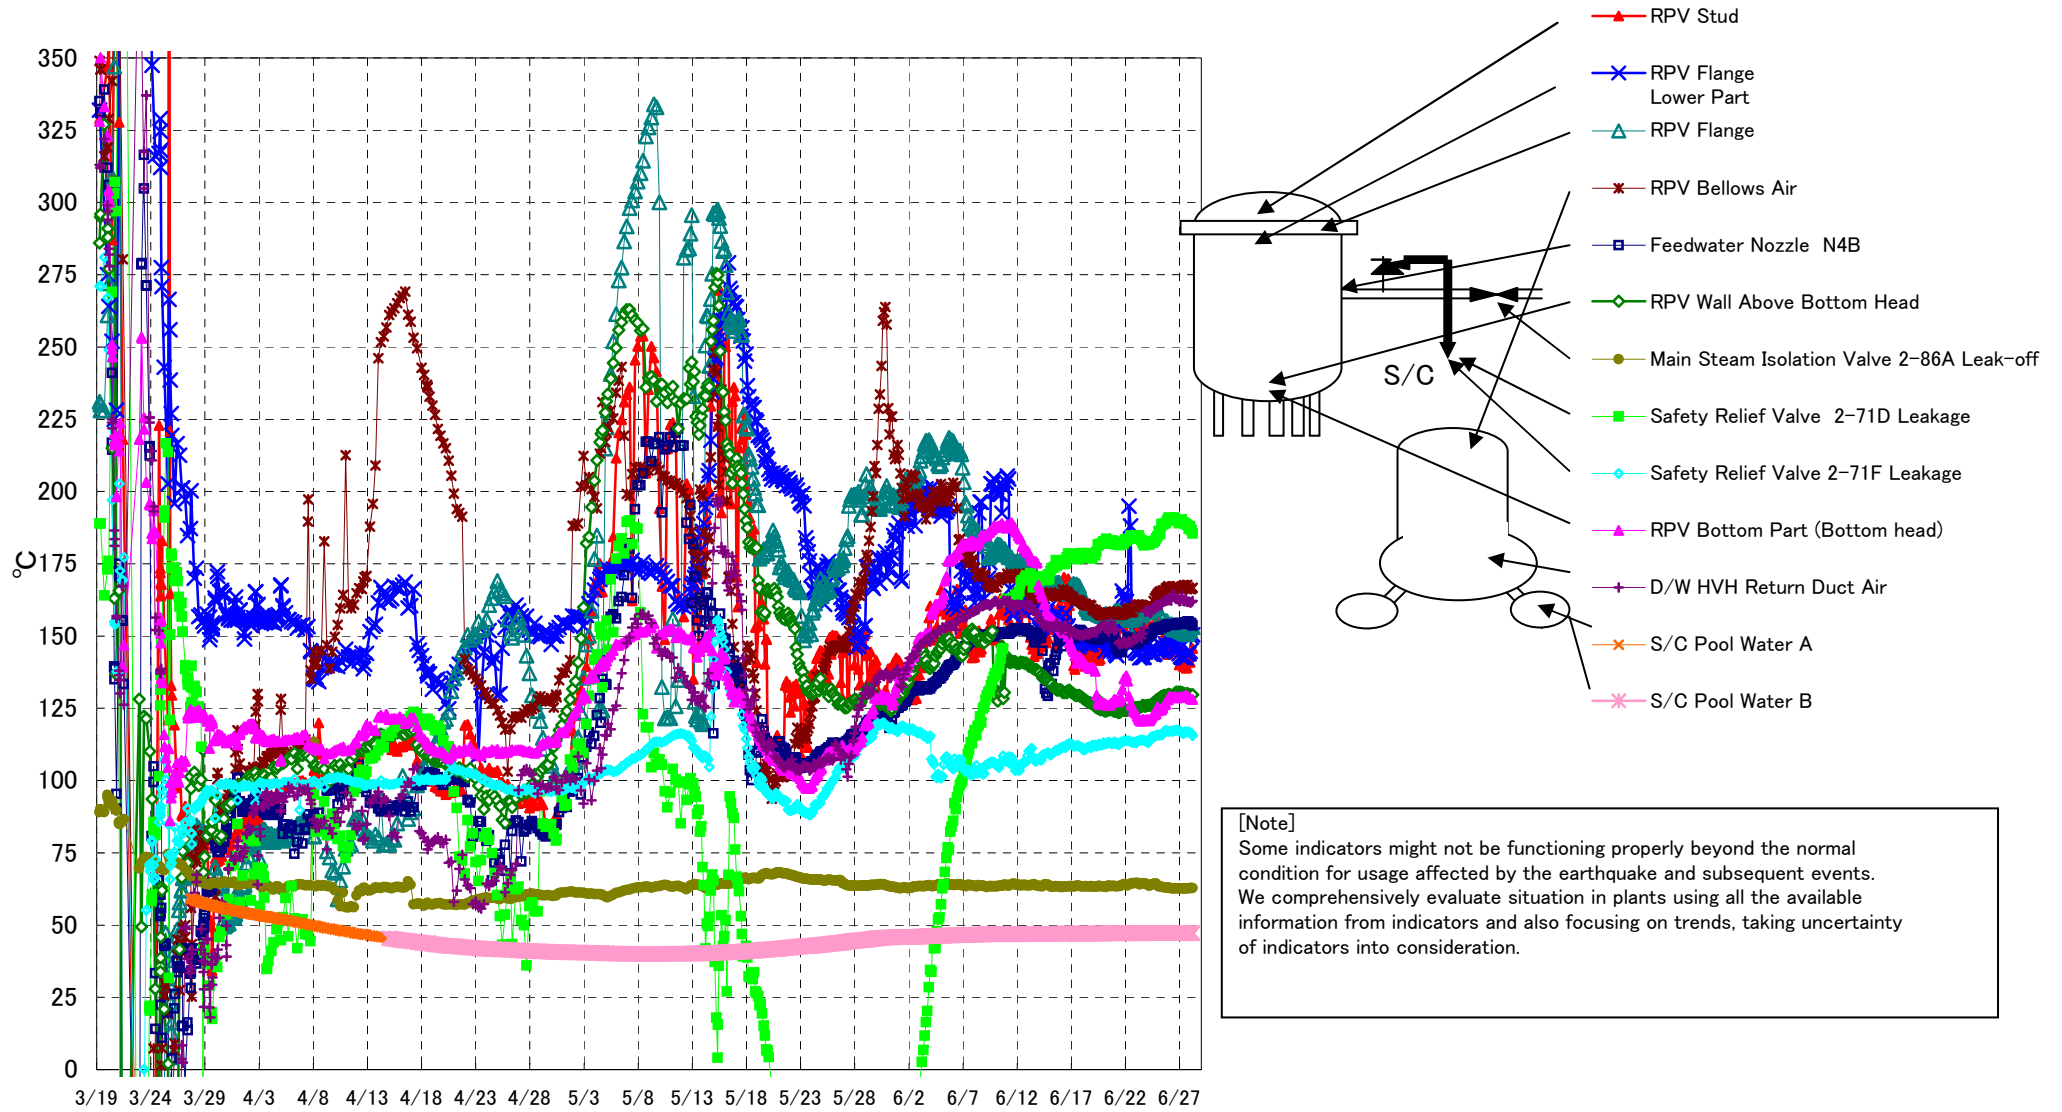 350
325
300
275
250
225
200
175
150
125
100
75
50
25
0
℃
3/19 3/24 3/29 4/3 4/8 4/13 4/18 4/23 4/28 5/3 5/8 5/13 5/18 5/23 5/28 6/2 6/7 6/12 6/17 6/22 6/27
S/C
RPV Stud
RPV Flange
Lower Part
RPV Flange
RPV Bellows Air
Feedwater Nozzle N4B
RPV Wall Above Bottom Head
Main Steam Isolation Valve 2-86A Leak-off
Safety Relief Valve 2-71D Leakage
Safety Relief Valve 2-71F Leakage
RPV Bottom Part (Bottom head)
D/W HVH Return Duct Air
S/C Pool Water A
S/C Pool Water B
[Note]
Some indicators might not be functioning properly beyond the normal
condition for usage affected by the earthquake and subsequent events.
We comprehensively evaluate situation in plants using all the available
information from indicators and also focusing on trends, taking uncertainty
of indicators into consideration.